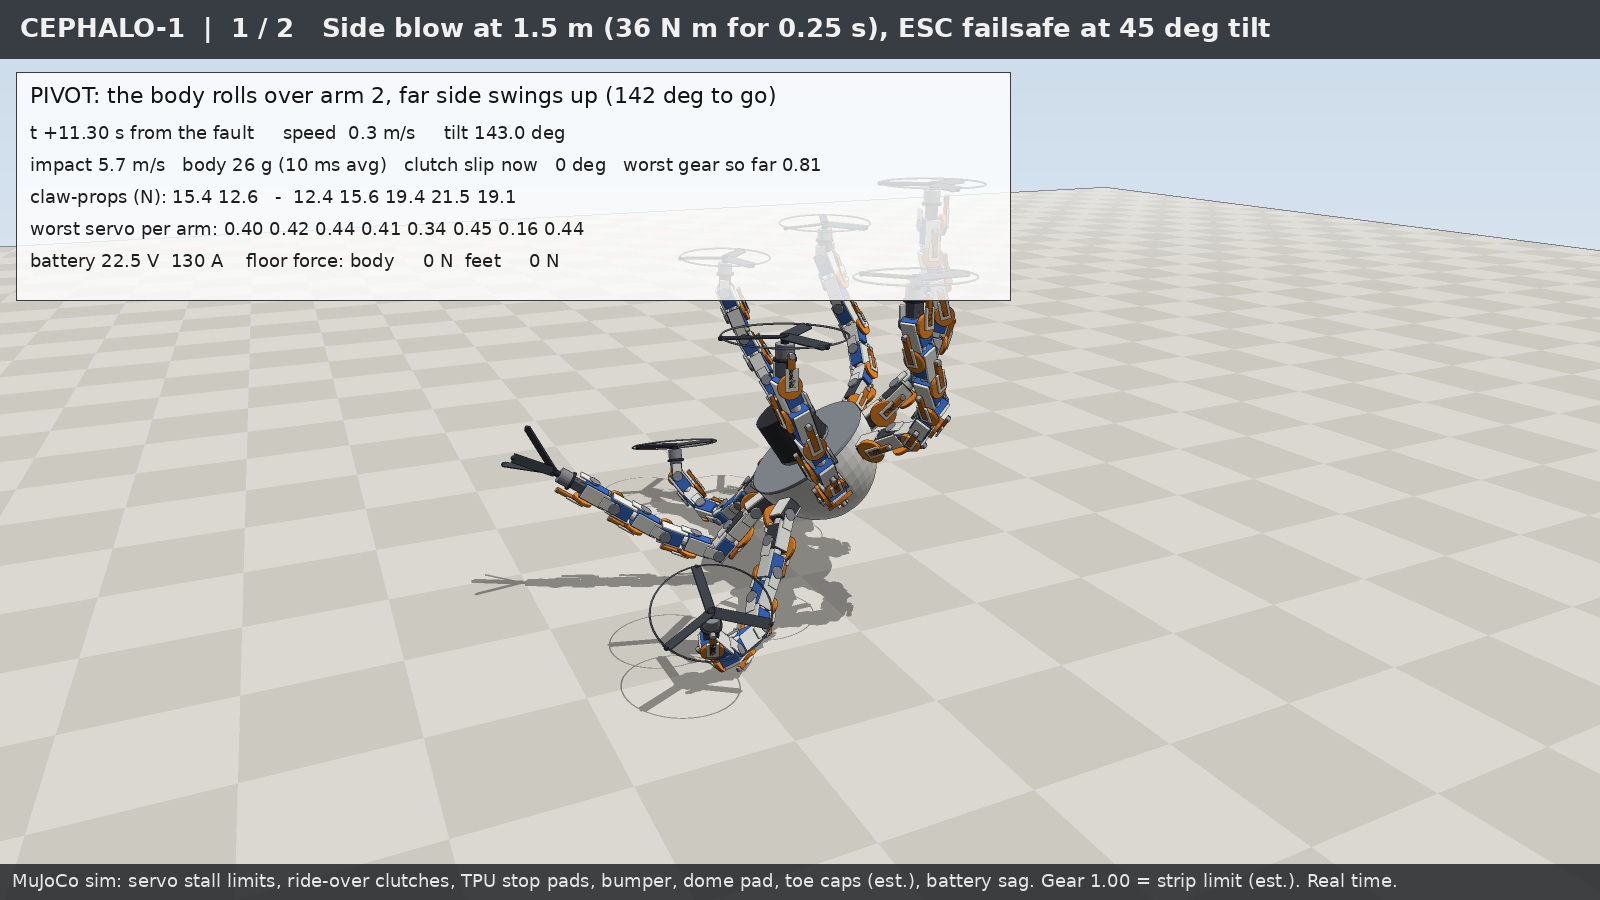 CEPHALO-1 | 1 / 2 Side blow at 1.5 m (36 N m for 0.25 s), ESC failsafe at 45 deg tilt
PIVOT: the body rolls over arm 2, far side swings up (142 deg to go)
t +11.30 s from the fault speed 0.3 m/s tilt 143.0 deg
impact 5.7 m/s body 26 g (10 ms avg) clutch slip now 0 deg worst gear so far 0.81
claw-props (N): 15.4 12.6 - 12.4 15.6 19.4 21.5 19.1
worst servo per arm: 0.40 0.42 0.44 0.41 0.34 0.45 0.16 0.44
battery 22.5 V 130 A floor force: body 0 N feet 0 N
MuJoCo sim: servo stall limits, ride-over clutches, TPU stop pads, bumper, dome pad, toe caps (est.), battery sag. Gear 1.00 = strip limit (est.). Real time.